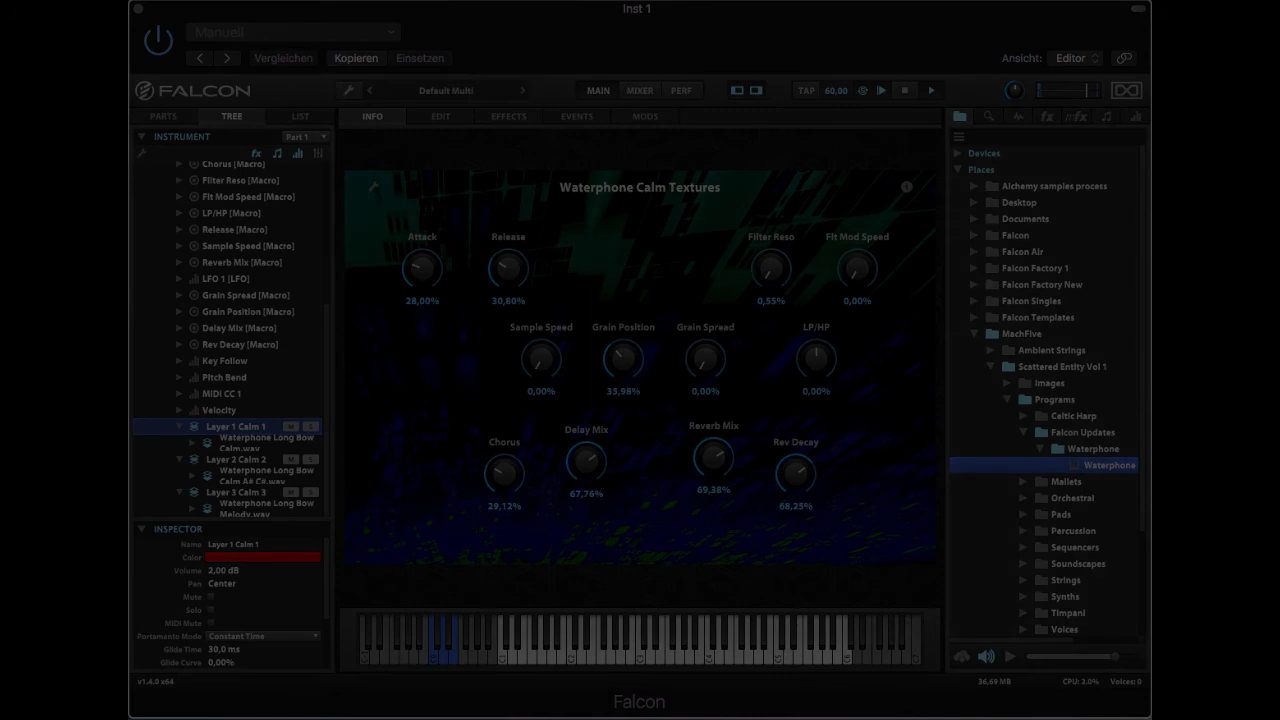 Inst 1
Manuell
Vergleichen
Kopieren
Einsetzen
Ansicht:
Editor
FALCON
Default Multi
MAIN
MIXER
PERF
TAP
60,00
PARTS
TREE
LIST
INFO
EDIT
EFFECTS
EVENTS
MODS
fx
mfx
INSTRUMENT
Part 1
fx
Chorus [Macro]
Filter Reso [Macro]
Flt Mod Speed [Macro]
LP/HP [Macro]
Release [Macro]
Sample Speed [Macro]
Reverb Mix [Macro]
LFO 1 [LFO]
Grain Spread [Macro]
Grain Position [Macro]
Delay Mix [Macro]
Rev Decay [Macro]
Key Follow
Pitch Bend
MIDI CC 1
Velocity
Layer 1 Calm 1
M
S
Waterphone Long Bow
Calm.wav
Layer 2 Calm 2
M
S
Waterphone Long Bow
Calm A# C#.wav
Layer 3 Calm 3
M
S
Waterphone Long Bow
Melody.wav
INSPECTOR
Name
Layer 1 Calm 1
Color
Volume
2,00 dB
Pan
Center
Mute
Solo
MIDI Mute
Portamento Mode
Constant Time
Glide Time
30,0 ms
Glide Curve
0,00%
v1.4.0 x64
Waterphone Calm Textures
Attack
Release
Filter Reso
Flt Mod Speed
28,00%
30,80%
0,55%
0,00%
Sample Speed
Grain Position
Grain Spread
LP/HP
0,00%
35,98%
0,00%
0,00%
Chorus
Delay Mix
Reverb Mix
Rev Decay
29,12%
67,76%
69,38%
68,25%
Devices
Places
Alchemy samples process
Desktop
Documents
Falcon
Falcon Air
Falcon Factory 1
Falcon Factory New
Falcon Singles
Falcon Templates
MachFive
Ambient Strings
Scattered Entity Vol 1
Images
Programs
Celtic Harp
Falcon Updates
Waterphone
Waterphone
Mallets
Orchestral
Pads
Percussion
Sequencers
Soundscapes
Strings
Synths
Timpani
Voices
36,69 MB
CPU: 3.0%
Voices: 0
Falcon